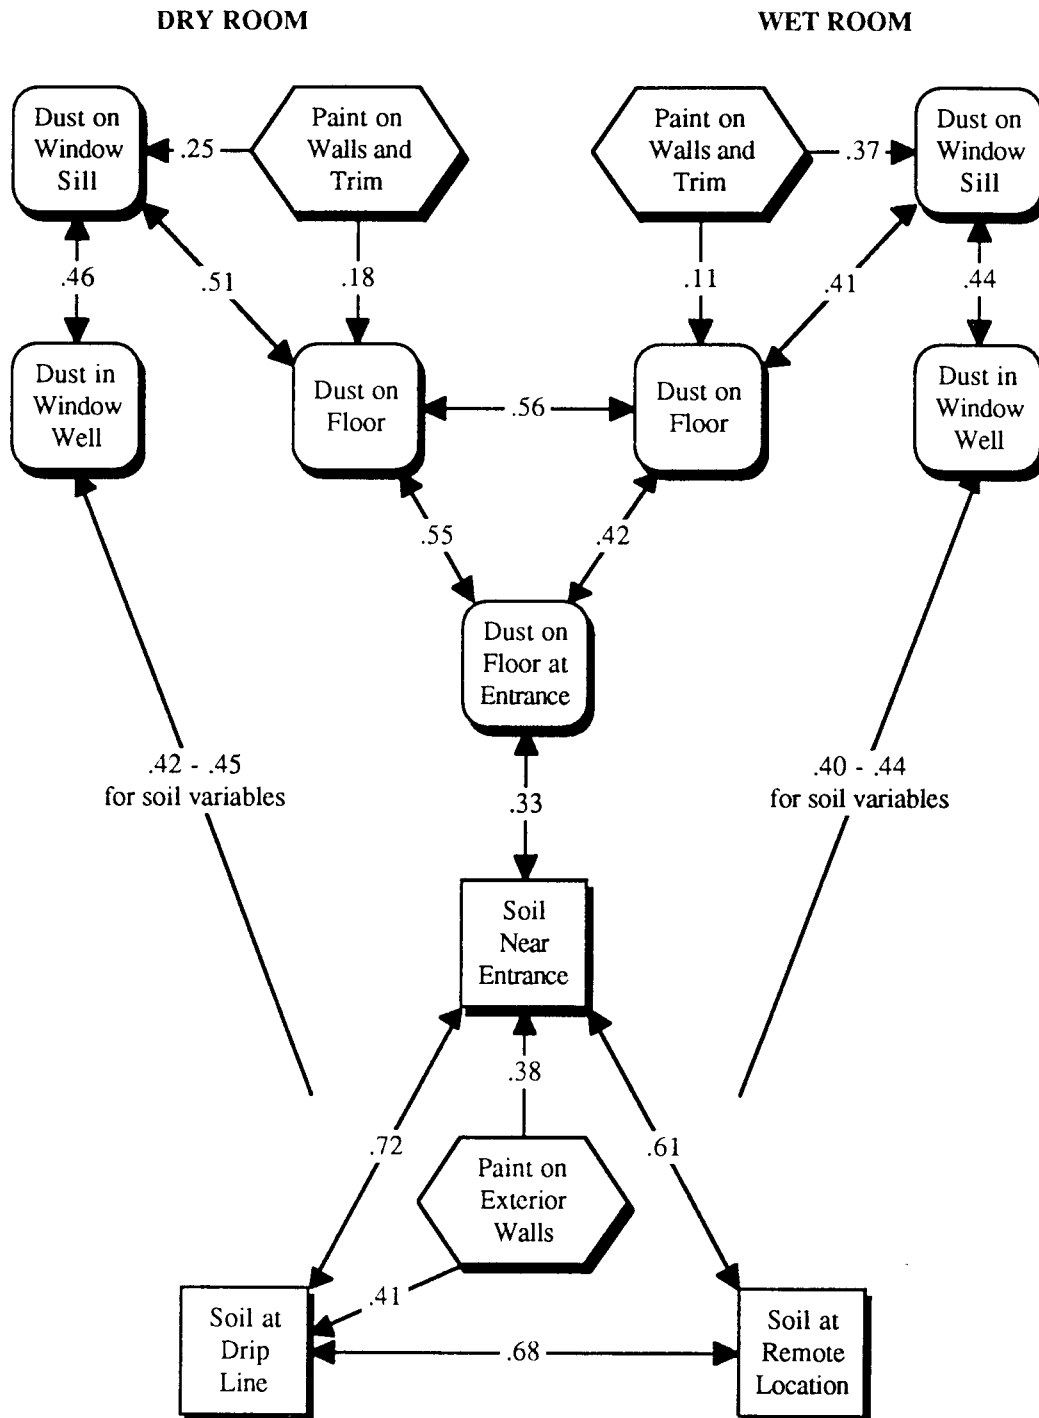 DRY ROOM
WET ROOM
Dust on
Window
Sill
.25
Paint on
Walls and
Trim
Paint on
Walls and
Trim
.37
Dust on
Window
Sill
.46
.51
.18
.11
.41
.44
Dust in
Window
Well
Dust on
Floor
.56
Dust on
Floor
Dust in
Window
Well
.55
.42
Dust on
Floor at
Entrance
.42 - .45
for soil variables
.33
.40 - .44
for soil variables
Soil
Near
Entrance
.38
.72
.61
Paint on
Exterior
Walls
.41
Soil at
Drip
Line
.68
Soil at
Remote
Location